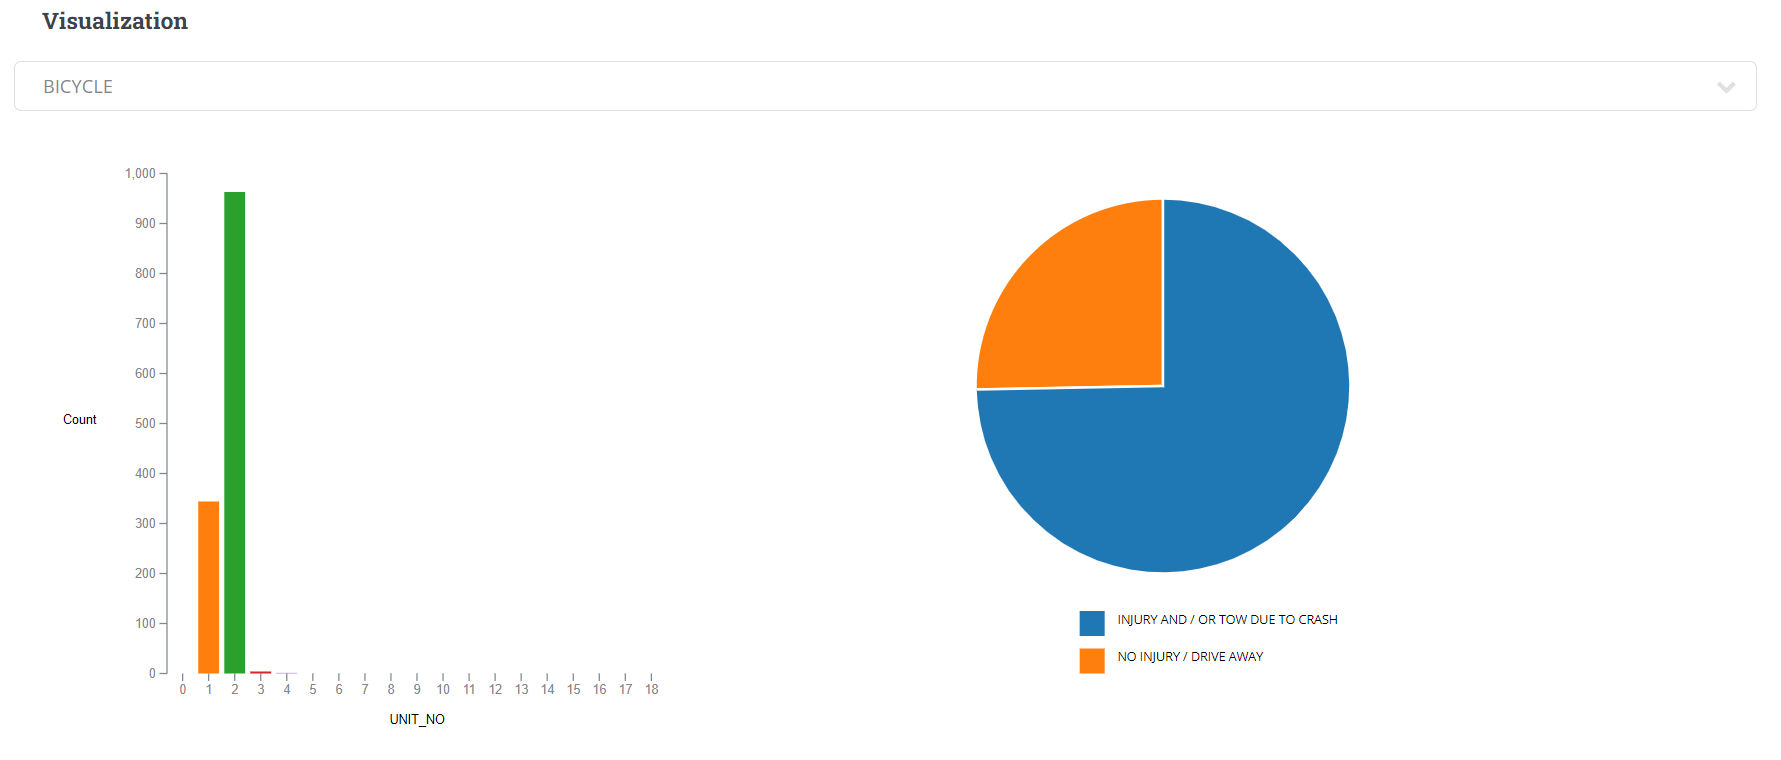 Visualization
BICYCLE
1,000
900
800
700
600
Count
500
400
300
200
100
0
0 1 2 3 4 5 6 7 8 9 10 11 12 13 14 15 16 17 18
UNIT_NO
INJURY AND / OR TOW DUE TO CRASH
NO INJURY / DRIVE AWAY